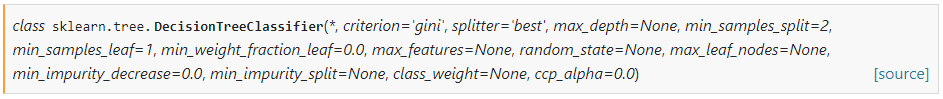 class sklearn.tree.DecisionTreeClassifier(*, criterion='gini', splitter='best', max_depth=None, min_samples_split=2,
min_samples_leaf=1, min_weight_fraction_leaf=0.0, max_features=None, random_state=None, max_leaf_nodes=None,
min_impurity_decrease=0.0, min_impurity_split=None, class_weight=None, ccp_alpha=0.0) [source]